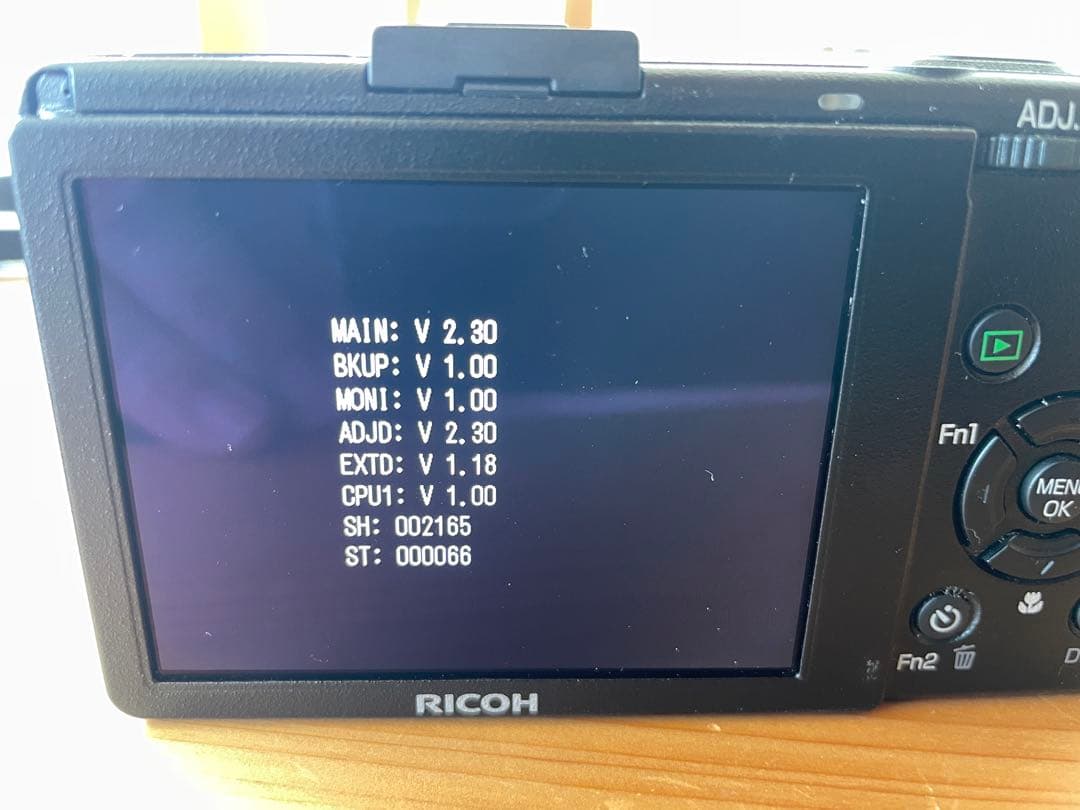 ADJ.
MAIN: V 2.30
BKUP: V 1.00
MONI: V 1.00
ADJD: V 2.30
EXTD: V 1.18
CPU1: V 1.00
SH: 002165
ST: 000066
Fn1
MENU
OK
Fn2
D
RICOH